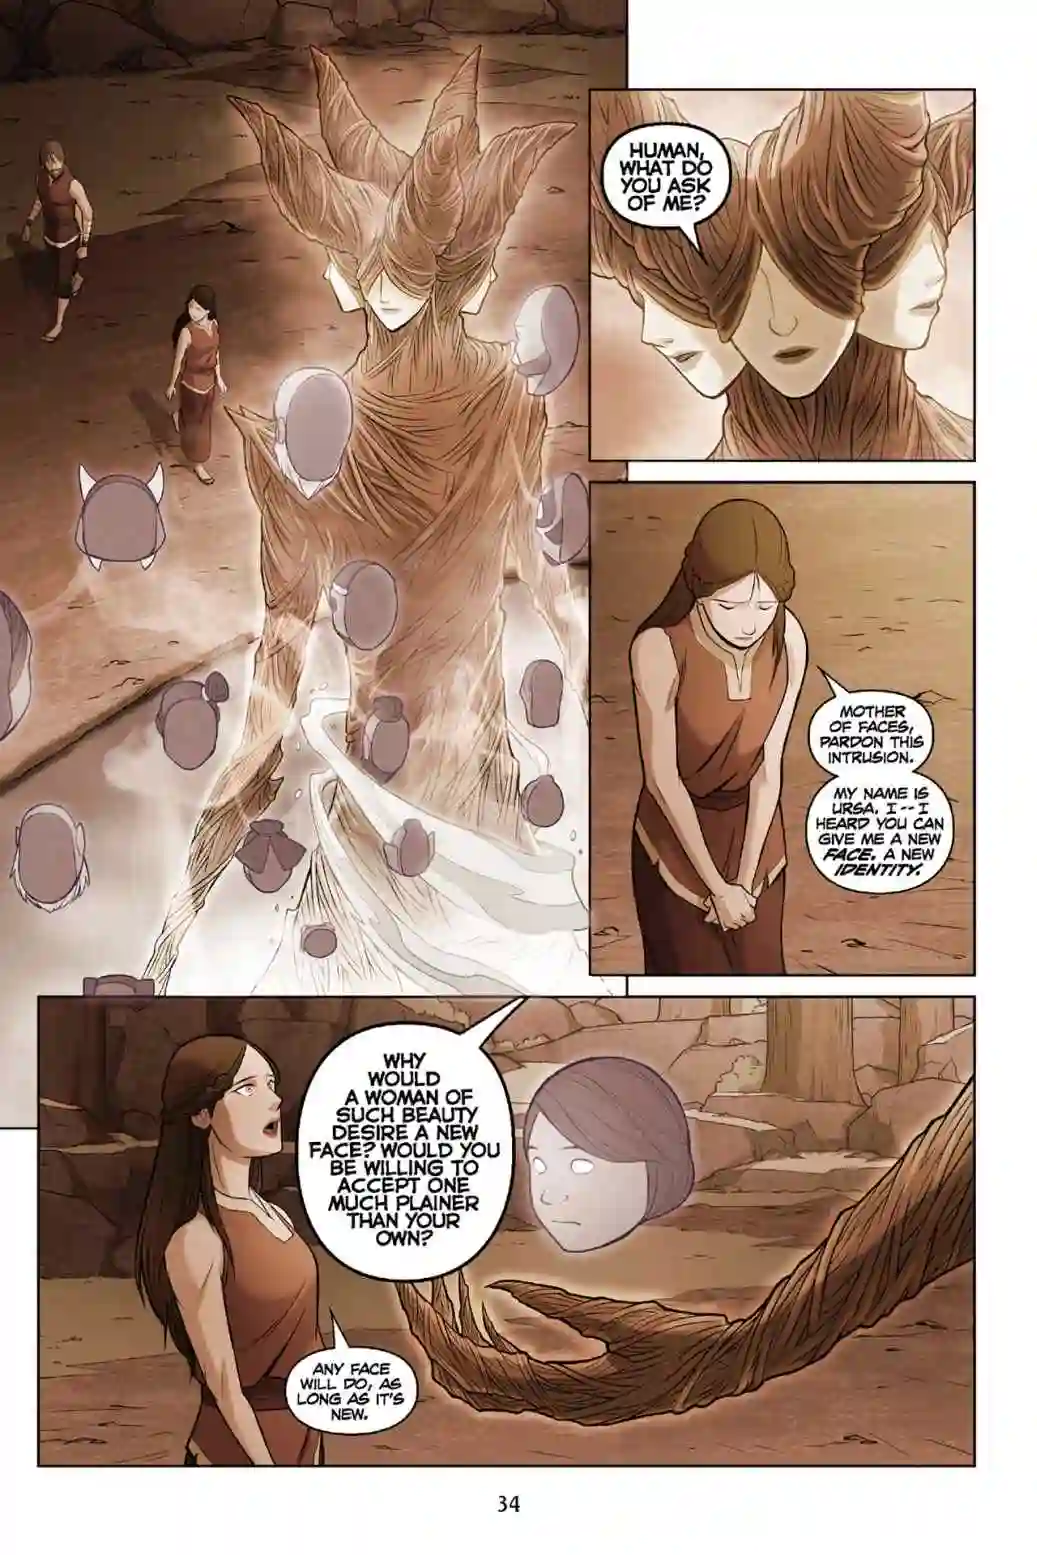 HUMAN,
WHAT DO
YOU ASK
OF ME?
MOTHER
OF FACES,
PARDON THIS
INTRUSION.
MY NAME IS
URSA. I--I
HEARD YOU CAN
GIVE ME A NEW
FACE. A NEW
IDENTITY.
WHY
WOULD
A WOMAN OF
SUCH BEAUTY
DESIRE A NEW
FACE? WOULD YOU
BE WILLING TO
ACCEPT ONE
MUCH PLAINER
THAN YOUR
OWN?
ANY FACE
WILL DO, AS
LONG AS IT'S
NEW.
34